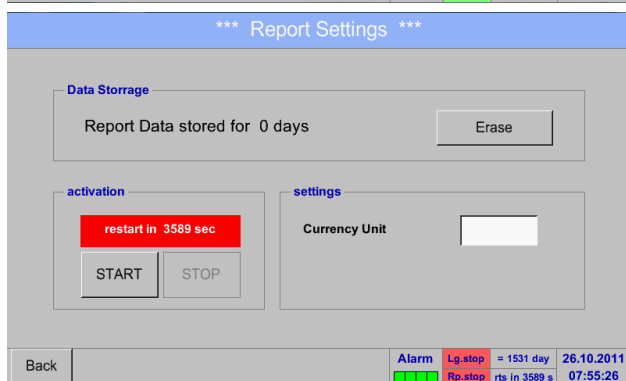 *** Report Settings ***
Data Storrage
Report Data stored for 0 days
Erase
activation
settings
restart in 3589 sec
Currency Unit
START
STOP
Back
Alarm
Lg.stop
= 1531 day
26.10.2011
Rp.stop
rts in 3589 s
07:55:26